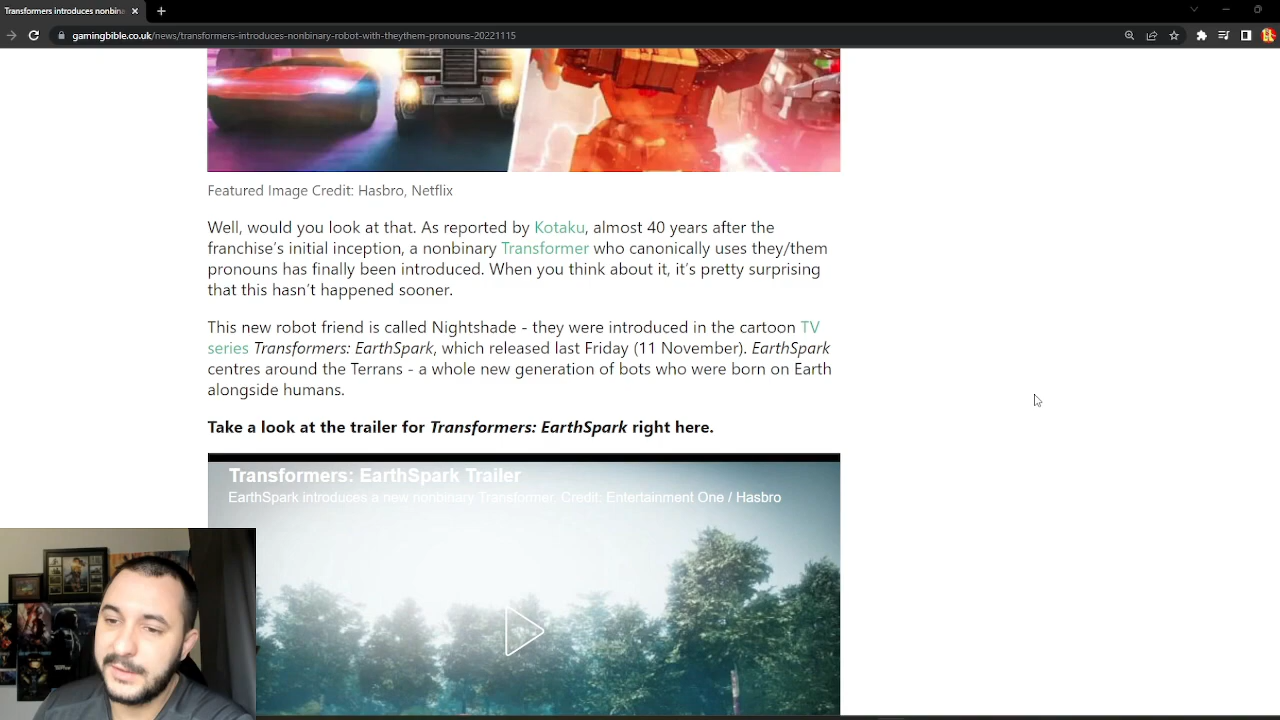 Transformers introduces nonbina
gamingbible.co.uk/news/transformers-introduces-nonbinary-robot-with-theythem-pronouns-20221115
Featured Image Credit: Hasbro, Netflix
Well, would you look at that. As reported by Kotaku, almost 40 years after the
franchise's initial inception, a nonbinary Transformer who canonically uses they/them
pronouns has finally been introduced. When you think about it, it's pretty surprising
that this hasn't happened sooner.
This new robot friend is called Nightshade - they were introduced in the cartoon TV
series Transformers: EarthSpark, which released last Friday (11 November). EarthSpark
centres around the Terrans - a whole new generation of bots who were born on Earth
alongside humans.
Take a look at the trailer for Transformers: EarthSpark right here.
Transformers: EarthSpark Trailer
EarthSpark introduces a new nonbinary Transformer. Credit: Entertainment One / Hasbro